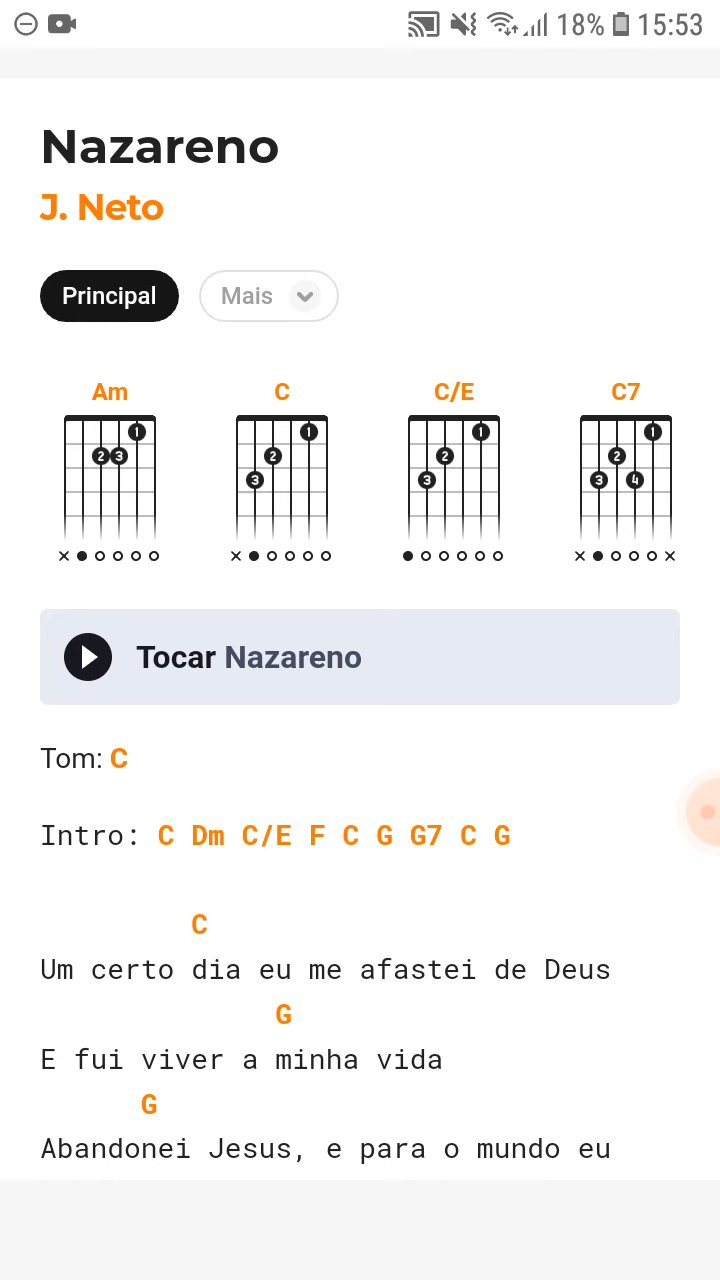 18% 15:53
Nazareno
J. Neto
Principal Mais
Am C C/E C7
1 1 1 1
2 3 2 2 2
3 3 3 4
× × × ×
Tocar Nazareno
Tom: C
Intro: C Dm C/E F C G G7 C G
C
Um certo dia eu me afastei de Deus
G
E fui viver a minha vida
G
Abandonei Jesus, e para o mundo eu